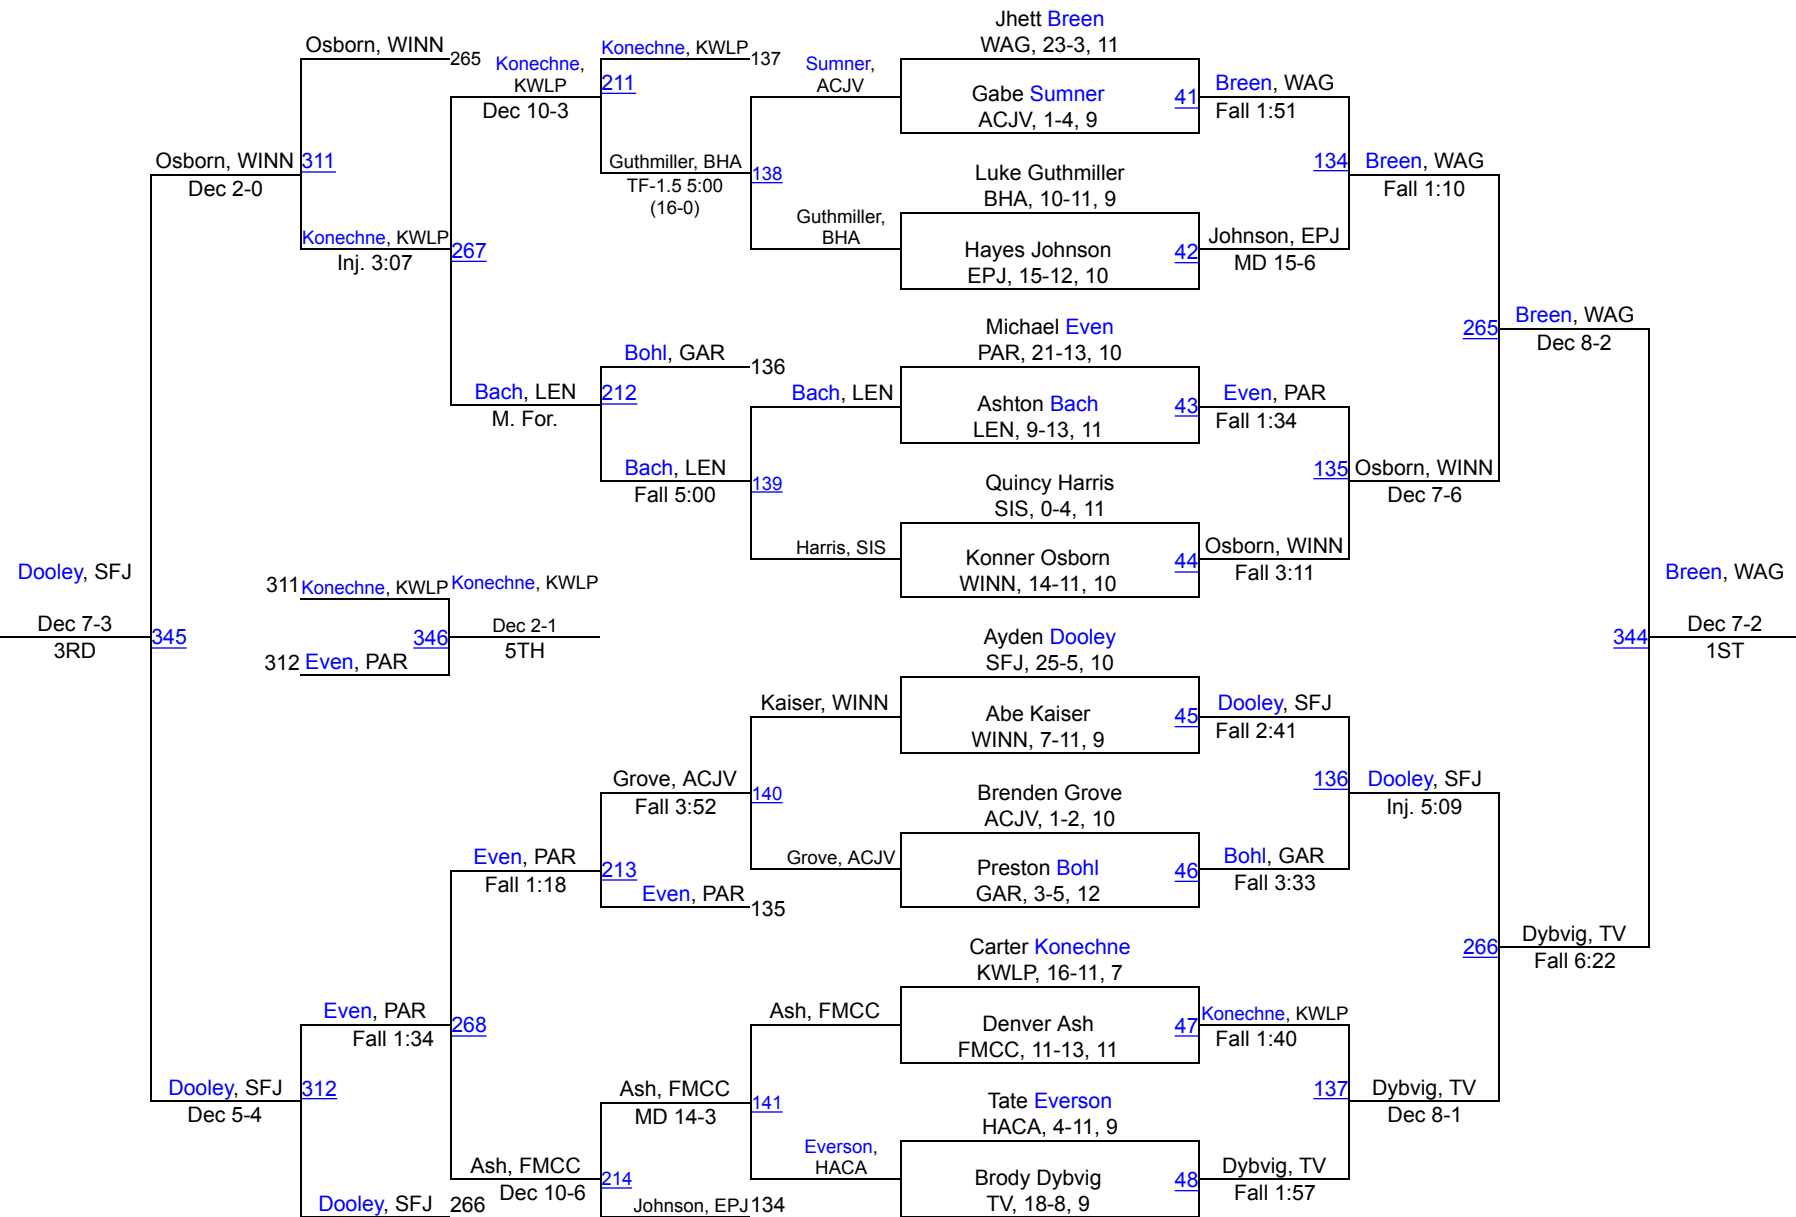 Jhett Breen
WAG, 23-3, 11
Osborn, WINN
265
Konechne, KWLP
137
Konechne,
KWLP
211
Dec 10-3
Sumner,
ACJV
Gabe Sumner
ACJV, 1-4, 9
41
Breen, WAG
Fall 1:51
Osborn, WINN
311
Dec 2-0
Guthmiller, BHA
138
TF-1.5 5:00
(16-0)
Luke Guthmiller
BHA, 10-11, 9
134
Breen, WAG
Fall 1:10
Guthmiller,
BHA
Konechne, KWLP
267
Inj. 3:07
Hayes Johnson
EPJ, 15-12, 10
42
Johnson, EPJ
MD 15-6
Michael Even
PAR, 21-13, 10
265
Breen, WAG
Dec 8-2
Bohl, GAR
136
Bach, LEN
212
M. For.
Bach, LEN
Ashton Bach
LEN, 9-13, 11
43
Even, PAR
Fall 1:34
Bach, LEN
139
Fall 5:00
Quincy Harris
SIS, 0-4, 11
135
Osborn, WINN
Dec 7-6
Harris, SIS
Konner Osborn
WINN, 14-11, 10
44
Osborn, WINN
Fall 3:11
Dooley, SFJ
311
Konechne, KWLP
Konechne, KWLP
Breen, WAG
Dec 7-3
345
3RD
346
Dec 2-1
5TH
312
Even, PAR
Ayden Dooley
SFJ, 25-5, 10
344
Dec 7-2
1ST
Kaiser, WINN
Abe Kaiser
WINN, 7-11, 9
45
Dooley, SFJ
Fall 2:41
Grove, ACJV
140
Fall 3:52
Brenden Grove
ACJV, 1-2, 10
136
Dooley, SFJ
Inj. 5:09
Even, PAR
213
Fall 1:18
Even, PAR
135
Grove, ACJV
Preston Bohl
GAR, 3-5, 12
46
Bohl, GAR
Fall 3:33
Carter Konechne
KWLP, 16-11, 7
266
Dybvig, TV
Fall 6:22
Even, PAR
268
Fall 1:34
Ash, FMCC
Denver Ash
FMCC, 11-13, 11
47
Konechne, KWLP
Fall 1:40
Dooley, SFJ
312
Dec 5-4
Ash, FMCC
141
MD 14-3
Tate Everson
HACA, 4-11, 9
137
Dybvig, TV
Dec 8-1
Everson,
HACA
Ash, FMCC
214
Dec 10-6
Brody Dybvig
TV, 18-8, 9
48
Dybvig, TV
Fall 1:57
Dooley, SFJ
266
Johnson, EPJ
134